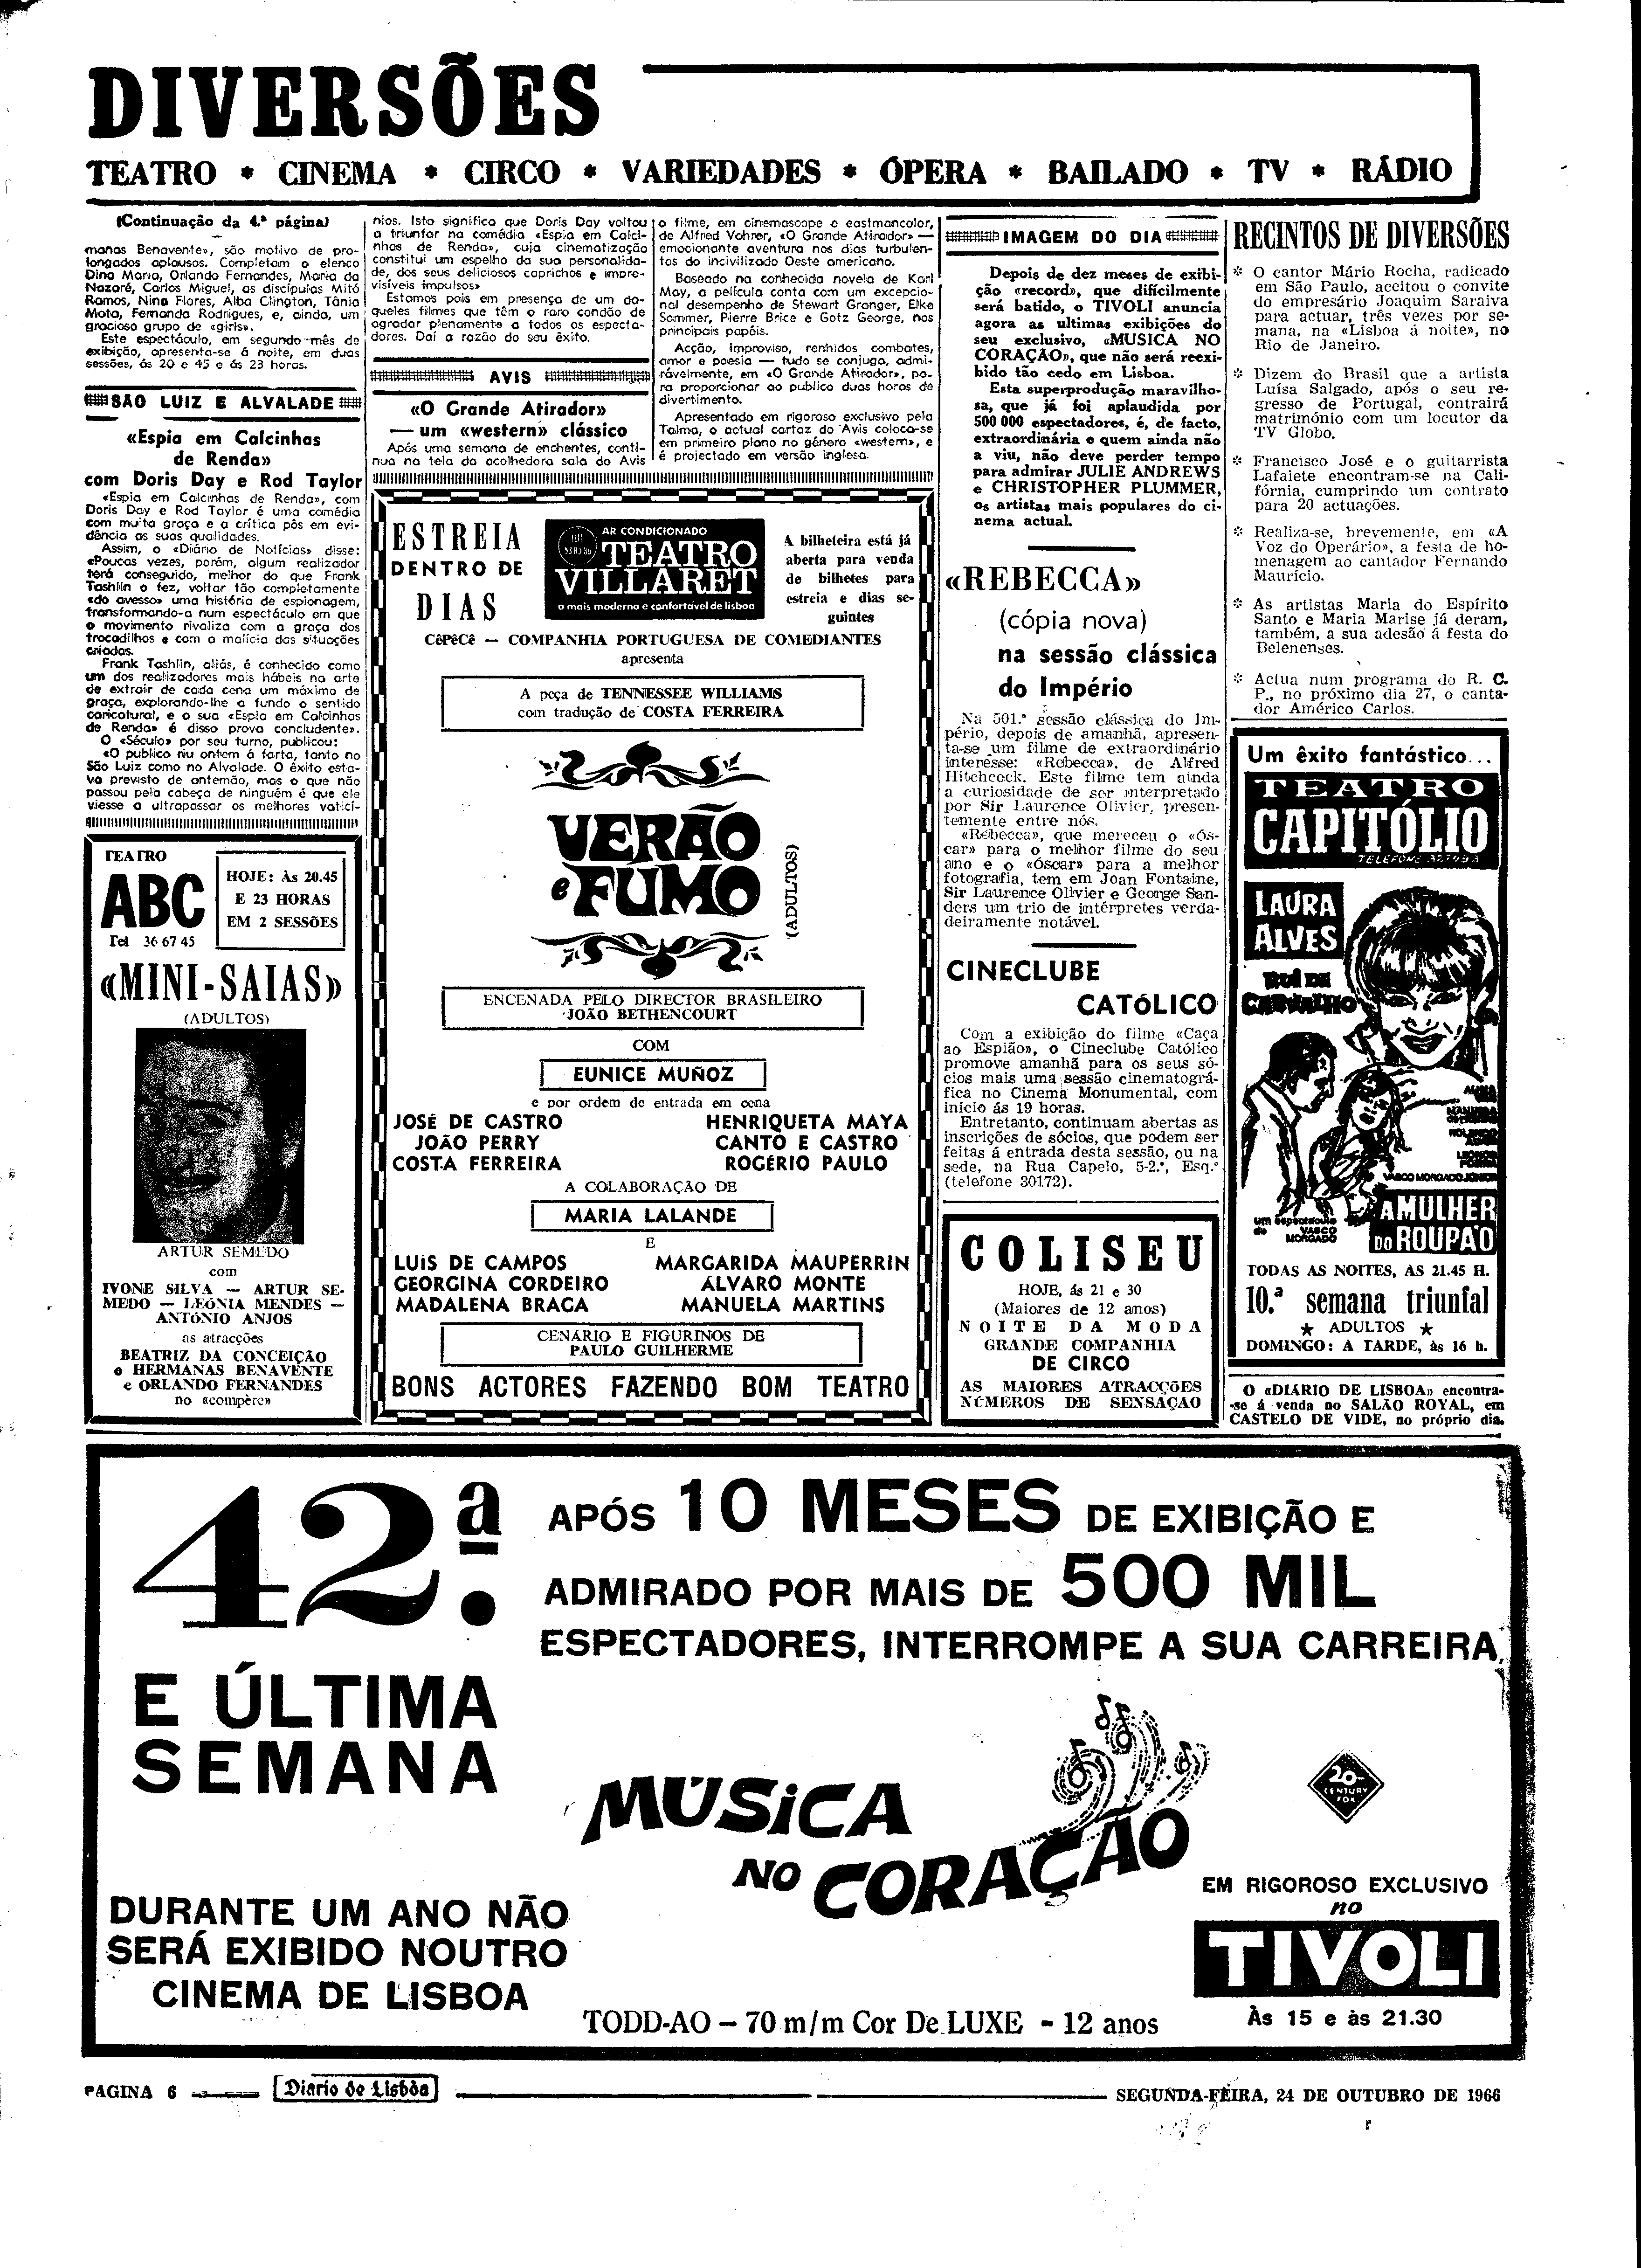 DIVERSÕES
TEATRO * CINEMA * CIRCO * VARIEDADES * ÓPERA * BAILADO * TV * RÁDIO
(Continuação da 4.ª página)
manas Benavente», são motivo de pro-
longados aplausos. Completam o elenco
Dina Maria, Orlando Fernandes, Maria da
Nazaré, Carlos Miguel, as discípulas Mitó
Ramos, Nina Flores, Alba Clington, Tânia
Mota, Fernanda Rodrigues, e, ainda, um
gracioso grupo de «girls».
Este espectáculo, em segundo mês de
exibição, apresenta-se á noite, em duas
sessões, ás 20 e 45 e ás 23 horas.
SÃO LUIZ E ALVALADE
«Espia em Calcinhas
de Renda»
com Doris Day e Rod Taylor
«Espia em Calcinhas de Renda», com
Doris Day e Rod Taylor é uma comédia
com muita graça e a crítica pôs em evi-
dência as suas qualidades.
Assim, o «Diário de Notícias» disse:
«Poucas vezes, porém, algum realizador
terá conseguido, melhor do que Frank
Tashlin o fez, voltar tão completamente
«do avesso» uma história de espionagem,
transformando-a num espectáculo em que
o movimento rivaliza com a graça dos
trocadilhos e com a malícia das situações
criadas.
Frank Tashlin, aliás, é conhecido como
um dos realizadores mais hábeis na arte
de extrair de cada cena um máximo de
graça, explorando-lhe a fundo o sentido
caricatural, e a sua «Espia em Calcinhas
de Renda» é disso prova concludente».
O «Século» por seu turno, publicou:
«O publico riu ontem á farta, tanto no
São Luiz como no Alvalade. O êxito esta-
va previsto de antemão, mas o que não
passou pela cabeça de ninguém é que ele
viesse a ultrapassar os melhores vaticí-
nios. Isto significa que Doris Day voltou
a triunfar na comédia «Espia em Calci-
nhas de Renda», cuja cinematização
constitui um espelho da sua personalida-
de, dos seus deliciosos caprichos e impre-
visíveis impulsos»
Estamos pois em presença de um da-
queles filmes que têm o raro condão de
agradar plenamente a todos os especta-
dores. Daí a razão do seu êxito.
AVIS
«O Grande Atirador»
— um «western» clássico
Após uma semana de enchentes, conti-
nua na tela da acolhedora sala do Avis
o filme, em cinemascope e eastmancolor,
de Alfred Vohrer, «O Grande Atirador» —
emocionante aventura nos dias turbulen-
tos do incivilizado Oeste americano.
Baseado na conhecida novela de Karl
May, a película conta com um excepcio-
nal desempenho de Stewart Granger, Elke
Sommer, Pierre Brice e Gotz George, nos
principais papéis.
Acção, improviso, renhidos combates,
amor e poesia — tudo se conjuga, admi-
ràvelmente, em «O Grande Atirador», pa-
ra proporcionar ao publico duas horas de
divertimento.
Apresentado em rigoroso exclusivo pela
Talma, o actual cartaz do Avis coloca-se
em primeiro plano no género «western», e
é projectado em versão inglesa.
IMAGEM DO DIA
Depois de dez meses de exibi-
ção «record», que dificilmente
será batido, o TIVOLI anuncia
agora as ultimas exibições do
seu exclusivo, «MUSICA NO
CORAÇÃO», que não será reexi-
bido tão cedo em Lisboa.
Esta superprodução maravilho-
sa, que já foi aplaudida por
500 000 espectadores, é, de facto,
extraordinária e quem ainda não
a viu, não deve perder tempo
para admirar JULIE ANDREWS
e CHRISTOPHER PLUMMER,
os artistas mais populares do ci-
nema actual.
«REBECCA»
(cópia nova)
na sessão clássica
do Império
Na 501.ª sessão clássica do Im-
pério, depois de amanhã, apresen-
ta-se um filme de extraordinário
interesse: «Rebecca», de Alfred
Hitchcock. Este filme tem ainda
a curiosidade de ser interpretado
por Sir Laurence Olivier, presen-
temente entre nós.
«Rebecca», que mereceu o «Ós-
car» para o melhor filme do seu
ano e o «Óscar» para a melhor
fotografia, tem em Joan Fontaine,
Sir Laurence Olivier e George San-
ders um trio de intérpretes verda-
deiramente notável.
CINECLUBE
CATÓLICO
Com a exibição do filme «Caça
ao Espião», o Cineclube Católico
promove amanhã para os seus só-
cios mais uma sessão cinematográ-
fica no Cinema Monumental, com
início ás 19 horas.
Entretanto, continuam abertas as
inscrições de sócios, que podem ser
feitas á entrada desta sessão, ou na
sede, na Rua Capelo, 5-2.º, Esq.º
(telefone 30172).
RECINTOS DE DIVERSÕES
* O cantor Mário Rocha, radicado
em São Paulo, aceitou o convite
do empresário Joaquim Saraiva
para actuar, três vezes por se-
mana, na «Lisboa á noite», no
Rio de Janeiro.
* Dizem do Brasil que a artista
Luísa Salgado, após o seu re-
gresso de Portugal, contrairá
matrimónio com um locutor da
TV Globo.
* Francisco José e o guitarrista
Lafaiete encontram-se na Cali-
fórnia, cumprindo um contrato
para 20 actuações.
* Realiza-se, brevemente, em «A
Voz do Operário», a festa de ho-
menagem ao cantador Fernando
Maurício.
* As artistas Maria do Espírito
Santo e Maria Marise já deram,
também, a sua adesão á festa do
Belenenses.
* Actua num programa do R. C.
P., no próximo dia 27, o canta-
dor Américo Carlos.
TEATRO
ABC
Tel 36 67 45
HOJE: Às 20.45
E 23 HORAS
EM 2 SESSÕES
«MINI-SAIAS»
(ADULTOS)
ARTUR SEMEDO
com
IVONE SILVA — ARTUR SE-
MEDO — LEÓNIA MENDES —
ANTÓNIO ANJOS
as atracções
BEATRIZ DA CONCEIÇÃO
e HERMANAS BENAVENTE
e ORLANDO FERNANDES
no «compère»
ESTREIA
DENTRO DE
DIAS
AR CONDICIONADO
TEATRO
VILLARET
o mais moderno e confortável de lisboa
A bilheteira está já
aberta para venda
de bilhetes para
estreia e dias se-
guintes
CêPêCê — COMPANHIA PORTUGUESA DE COMEDIANTES
apresenta
A peça de TENNESSEE WILLIAMS
com tradução de COSTA FERREIRA
VERÃO
e FUMO
(ADULTOS)
ENCENADA PELO DIRECTOR BRASILEIRO
JOÃO BETHENCOURT
COM
EUNICE MUÑOZ
e por ordem de entrada em cena
JOSÉ DE CASTRO HENRIQUETA MAYA
JOÃO PERRY CANTO E CASTRO
COSTA FERREIRA ROGÉRIO PAULO
A COLABORAÇÃO DE
MARIA LALANDE
E
LUÍS DE CAMPOS MARGARIDA MAUPERRIN
GEORGINA CORDEIRO ÁLVARO MONTE
MADALENA BRAGA MANUELA MARTINS
CENÁRIO E FIGURINOS DE
PAULO GUILHERME
BONS ACTORES FAZENDO BOM TEATRO
COLISEU
HOJE, ás 21 e 30
(Maiores de 12 anos)
NOITE DA MODA
GRANDE COMPANHIA
DE CIRCO
AS MAIORES ATRACÇÕES
NÚMEROS DE SENSAÇÃO
Um êxito fantástico...
TEATRO
CAPITÓLIO
TELEFONE
LAURA
ALVES
RUI DE
CARVALHO
VASCO MORGADO JÚNIOR
um espectáculo
de VASCO
MORGADO
A MULHER
DO ROUPÃO
TODAS AS NOITES, AS 21.45 H.
10.ª semana triunfal
★ ADULTOS ★
DOMINGO: A TARDE, às 16 h.
O «DIÁRIO DE LISBOA» encontra-
-se á venda no SALÃO ROYAL, em
CASTELO DE VIDE, no próprio dia.
42.ª
E ÚLTIMA
SEMANA
APÓS 10 MESES DE EXIBIÇÃO E
ADMIRADO POR MAIS DE 500 MIL
ESPECTADORES, INTERROMPE A SUA CARREIRA,
MÚSICA
NO CORAÇÃO
20-
CENTURY
FOX
DURANTE UM ANO NÃO
SERÁ EXIBIDO NOUTRO
CINEMA DE LISBOA
EM RIGOROSO EXCLUSIVO
no
TIVOLI
Às 15 e às 21.30
TODD-AO – 70 m/m Cor De LUXE - 12 anos
PAGINA 6
Diario de Lisbôa
SEGUNDA-FEIRA, 24 DE OUTUBRO DE 1966